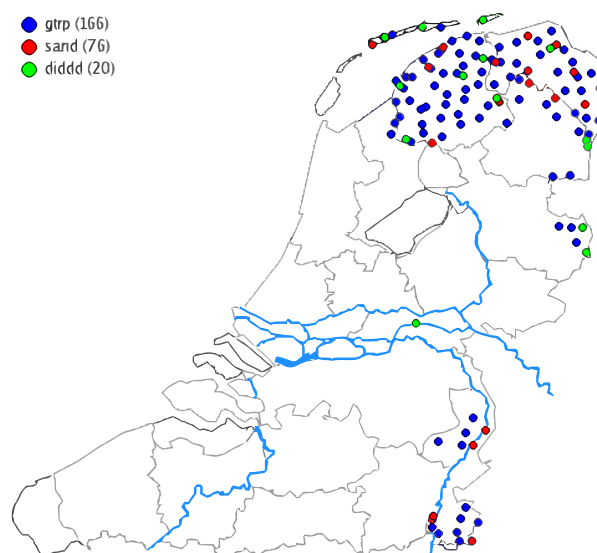 gtrp (166)
sand (76)
diddd (20)